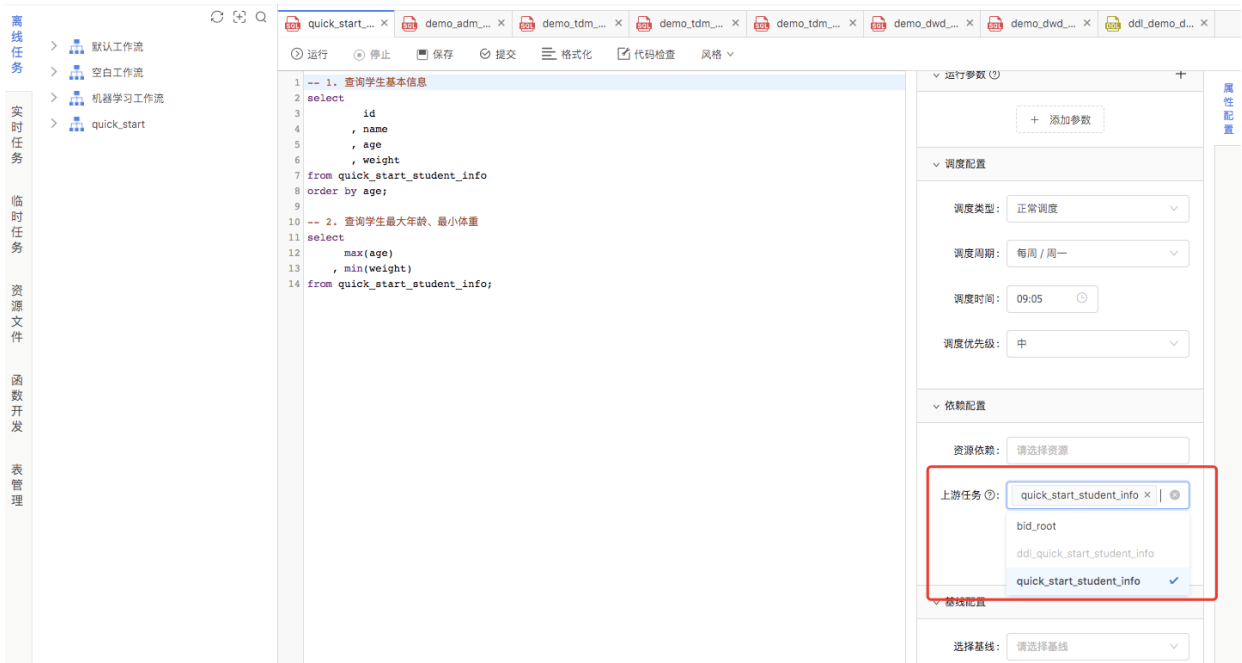 离线任务
实时任务
临时任务
资源文件
函数开发
表管理
默认工作流
空白工作流
机器学习工作流
quick_start
quick_start_...
demo_adm_...
demo_tdm_...
demo_tdm_...
demo_tdm_...
demo_dwd_...
demo_dwd_...
ddl_demo_d...
运行 停止 保存 提交 格式化 代码检查 风格
1 -- 1. 查询学生基本信息
2 select
3 id
4 , name
5 , age
6 , weight
7 from quick_start_student_info
8 order by age;
9
10 -- 2. 查询学生最大年龄、最小体重
11 select
12 max(age)
13 , min(weight)
14 from quick_start_student_info;
运行参数
+ 添加参数
调度配置
调度类型: 正常调度
调度周期: 每周 / 周一
调度时间: 09:05
调度优先级: 中
依赖配置
资源依赖: 请选择资源
上游任务 : quick_start_student_info
bid_root
ddl_quick_start_student_info
quick_start_student_info
基线配置
选择基线: 请选择基线
属性配置